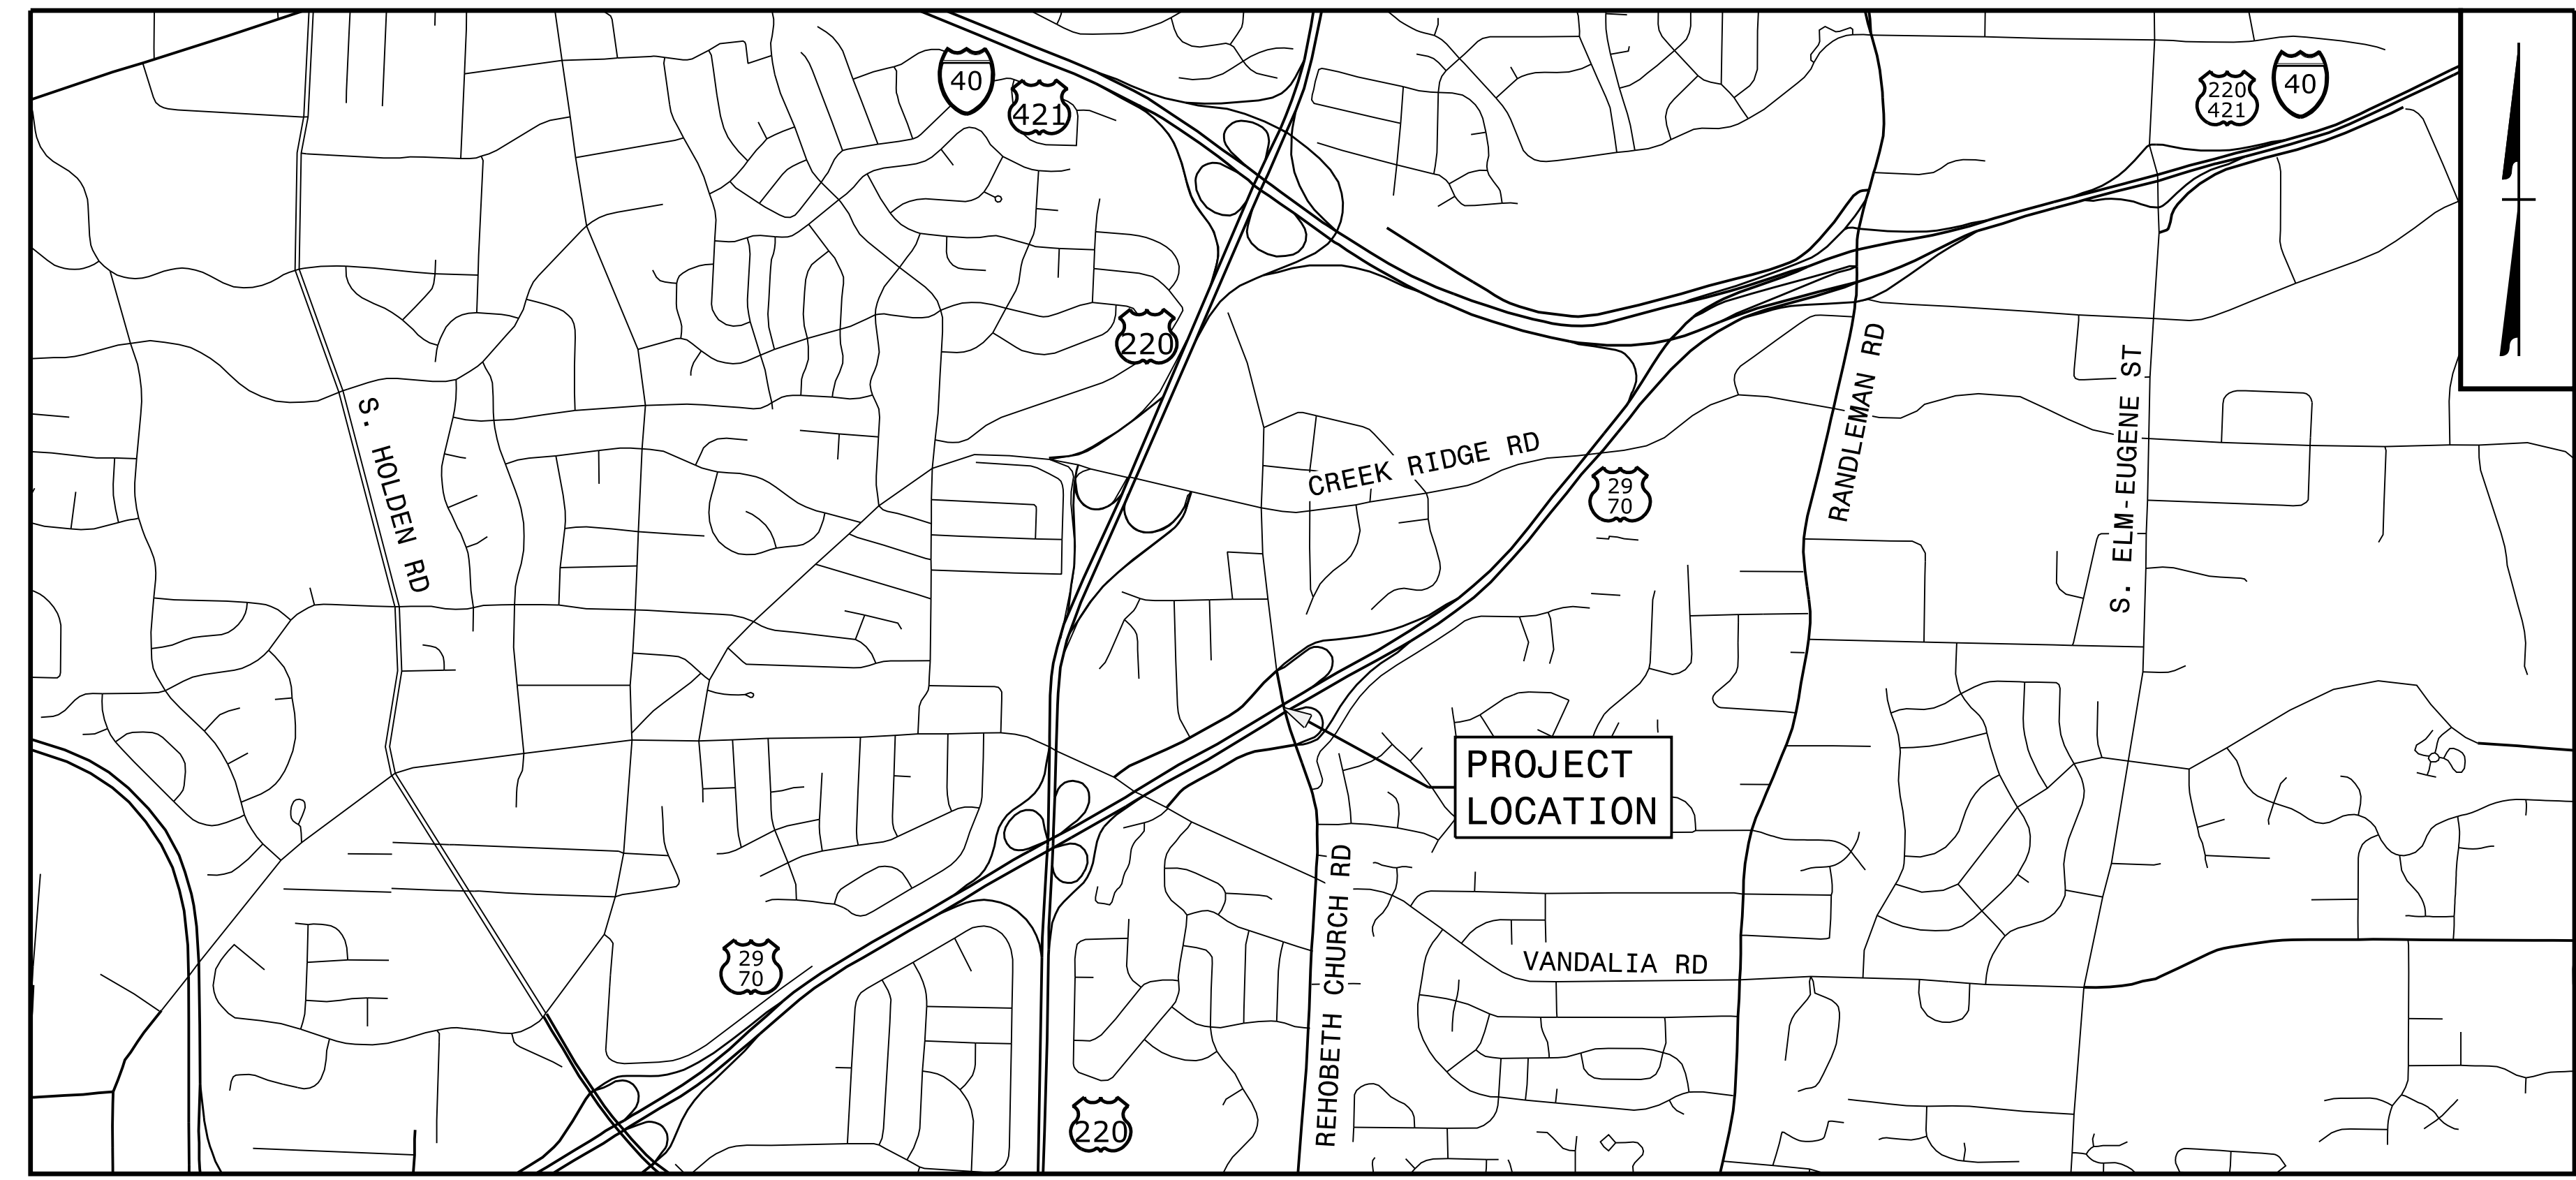 40
421
220
421
40
220
S. HOLDEN RD
CREEK RIDGE RD
29
70
RANDLEMAN RD
S. ELM-EUGENE ST
PROJECT
LOCATION
29
70
VANDALIA RD
REHOBETH CHURCH RD
220